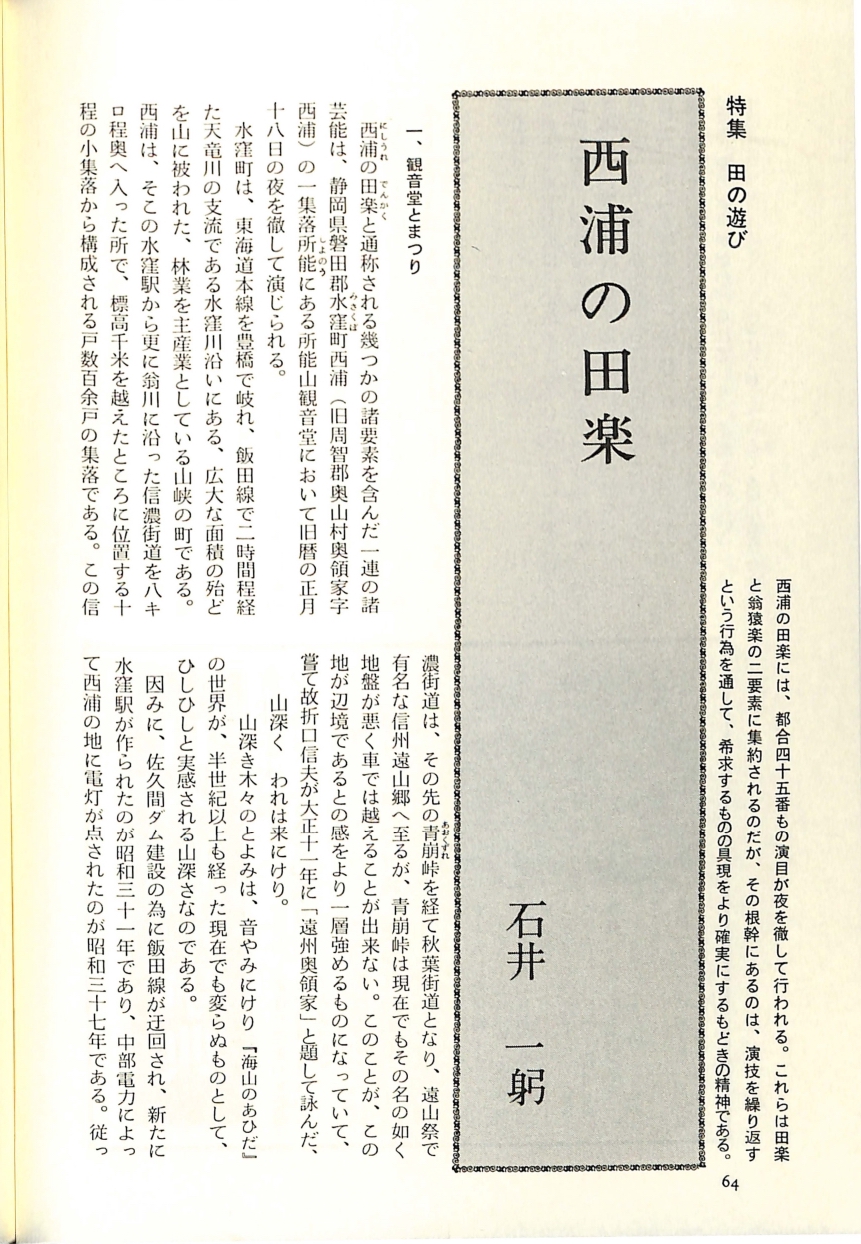 特集　田の遊び
西浦の田楽
石井　一躬
西浦の田楽には、都合四十五番もの演目が夜を徹して行われる。これらは田楽
と翁猿楽の二要素に集約されるのだが、その根幹にあるのは、演技を繰り返す
という行為を通して、希求するものの具現をより確実にするもどきの精神である。
一、観音堂とまつり
西浦の田楽と通称される幾つかの諸要素を含んだ一連の諸
にしうれ　でんがく
芸能は、静岡県磐田郡水窪町西浦（旧周智郡奥山村奥領家字
みさくぼ
西浦）の一集落所能にある所能山観音堂において旧暦の正月
しよのう
十八日の夜を徹して演じられる。
水窪町は、東海道本線を豊橋で岐れ、飯田線で二時間程経
た天竜川の支流である水窪川沿いにある、広大な面積の殆ど
を山に被われた、林業を主産業としている山峡の町である。
西浦は、そこの水窪駅から更に翁川に沿った信濃街道を八キ
ロ程奥へ入った所で、標高千米を越えたところに位置する十
程の小集落から構成される戸数百余戸の集落である。この信
濃街道は、その先の青崩峠を経て秋葉街道となり、遠山祭で
あおくずれ
有名な信州遠山郷へ至るが、青崩峠は現在でもその名の如く
地盤が悪く車では越えることが出来ない。このことが、この
地が辺境であるとの感をより一層強めるものになっていて、
嘗て故折口信夫が大正十一年に「遠州奥領家」と題して詠んだ、
山深く　われは来にけり。
山深き木々のとよみは、音やみにけり『海山のあひだ』
の世界が、半世紀以上も経った現在でも変らぬものとして、
ひしひしと実感される山深さなのである。
因みに、佐久間ダム建設の為に飯田線が迂回され、新たに
水窪駅が作られたのが昭和三十一年であり、中部電力によっ
て西浦の地に電灯が点されたのが昭和三十七年である。従っ
64